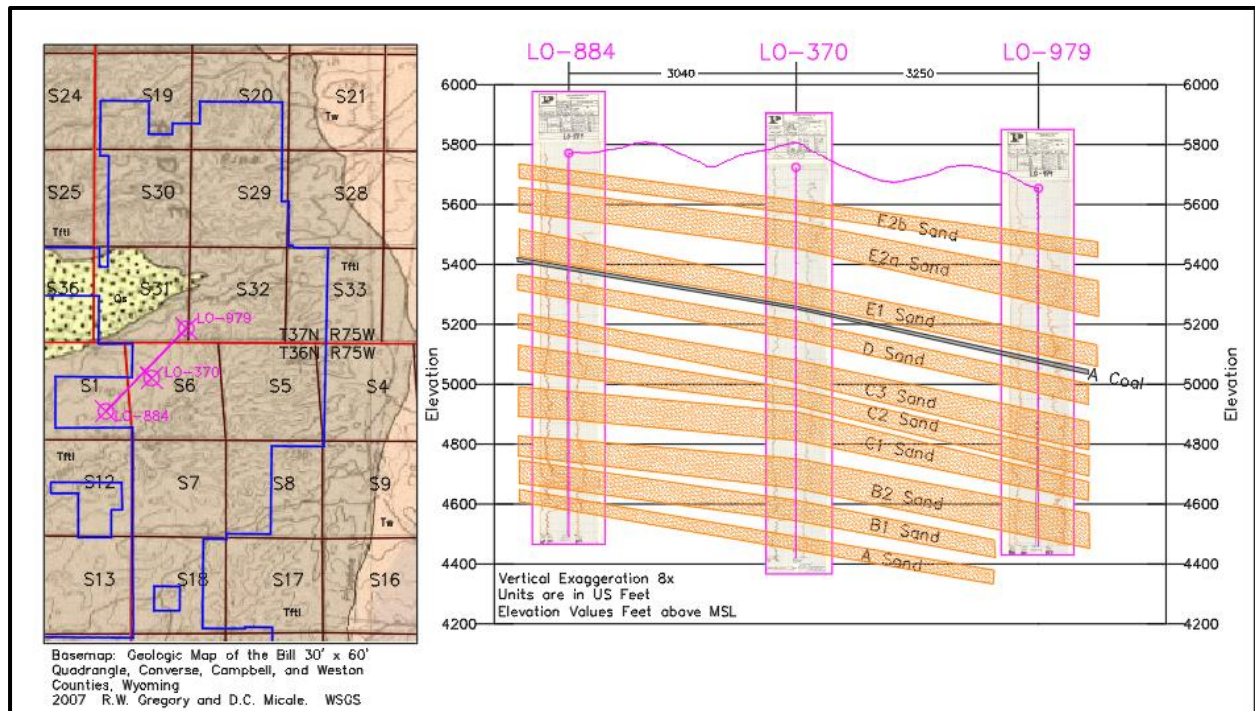 S24
S19
S20
S21
Tw
S25
S30
S29
S28
Tftl
Tftl
S36
Qs
S31
S32
S33
LO-979
T37N R75W
T36N R75W
LO-370
S1
S6
S5
S4
LO-884
Tftl
S12
S7
S8
S9
Tw
S13
S18
S17
S16
Tftl
Basemap: Geologic Map of the Bill 30' x 60'
Quadrangle, Converse, Campbell, and Weston
Counties, Wyoming
2007 R.W. Gregory and D.C. Micale. WSGS
LO-884
LO-370
LO-979
3040
3250
6000
6000
5800
5800
5600
5600
5400
5400
5200
5200
5000
5000
4800
4800
4600
4600
4400
4400
4200
4200
Elevation
Elevation
E2b Sand
E2a Sand
E1 Sand
D Sand
A Coal
C3 Sand
C2 Sand
C1 Sand
B2 Sand
B1 Sand
A Sand
Vertical Exaggeration 8x
Units are in US Feet
Elevation Values Feet above MSL